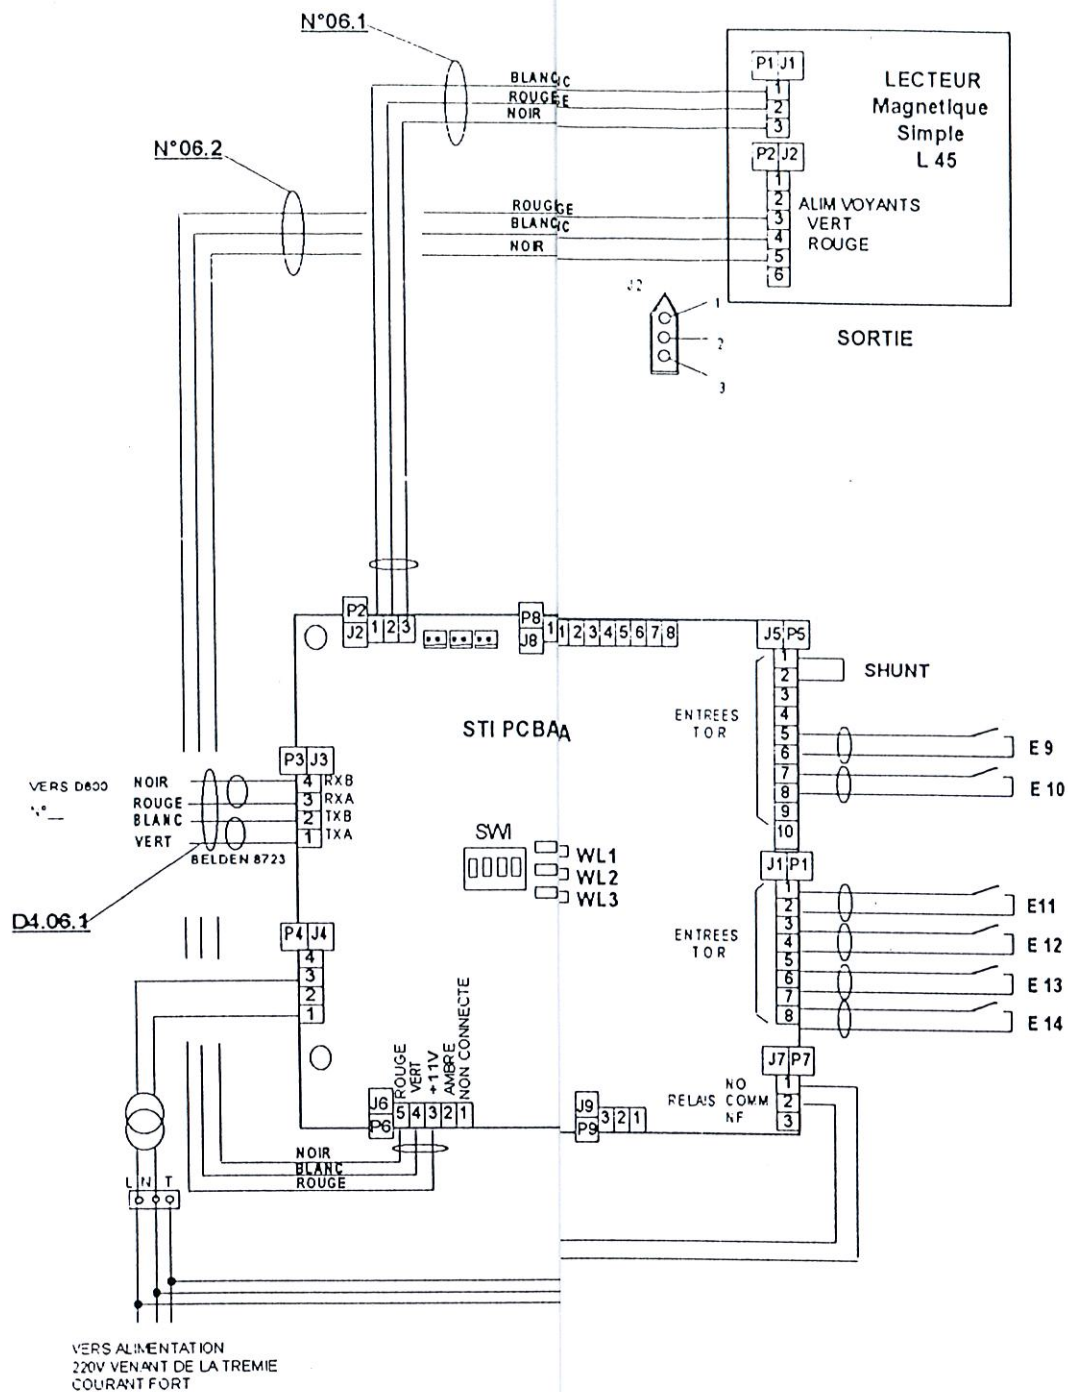 N°06.1
P1 J1
1
2
3
LECTEUR
Magnetique
Simple
L 45
BLANC
ROUGE
NOIR
N°06.2
P2 J2
1
2
3
4
5
6
ALIM VOYANTS
VERT
ROUGE
ROUGE
BLANC
NOIR
J2
1
2
3
SORTIE
P2
J2
1 2 3
P8
J8
1 1 2 3 4 5 6 7 8
J5 P5
1
2
3
4
5
6
7
8
9
10
SHUNT
ENTREES
TOR
E 9
E 10
STI PCBAA
P3 J3
4 RXB
3 RXA
2 TXB
1 TXA
VERS D600
N°__
NOIR
ROUGE
BLANC
VERT
BELDEN 8723
D4.06.1
SWI
WL1
WL2
WL3
J1 P1
1
2
3
4
5
6
7
8
ENTREES
TOR
E11
E 12
E 13
E 14
P4 J4
4
3
2
1
ROUGE
VERT
+11V
AMBRE
NON CONNECTE
J6
P6
5 4 3 2 1
J9
P9
3 2 1
J7 P7
1
2
3
RELAIS
NO
COMM
NF
NOIR
BLANC
ROUGE
L N T
VERS ALIMENTATION
220V VENANT DE LA TREMIE
COURANT FORT